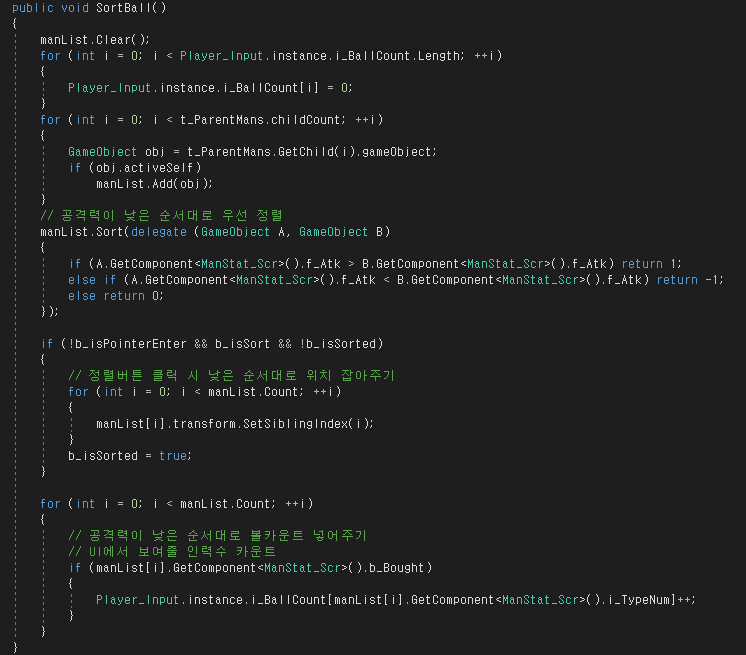 public void SortBall()
{
manList.Clear();
for (int i = 0; i < Player_Input.instance.i_BallCount.Length; ++i)
{
Player_Input.instance.i_BallCount[i] = 0;
}
for (int i = 0; i < t_ParentMans.childCount; ++i)
{
GameObject obj = t_ParentMans.GetChild(i).gameObject;
if (obj.activeSelf)
manList.Add(obj);
}
// 공격력이 낮은 순서대로 우선 정렬
manList.Sort(delegate (GameObject A, GameObject B)
{
if (A.GetComponent<ManStat_Scr>().f_Atk > B.GetComponent<ManStat_Scr>().f_Atk) return 1;
else if (A.GetComponent<ManStat_Scr>().f_Atk < B.GetComponent<ManStat_Scr>().f_Atk) return -1;
else return 0;
});
if (!b_isPointerEnter && b_isSort && !b_isSorted)
{
// 정렬버튼 클릭 시 낮은 순서대로 위치 잡아주기
for (int i = 0; i < manList.Count; ++i)
{
manList[i].transform.SetSiblingIndex(i);
}
b_isSorted = true;
}
for (int i = 0; i < manList.Count; ++i)
{
// 공격력이 낮은 순서대로 볼카운트 넣어주기
// UI에서 보여줄 인력수 카운트
if (manList[i].GetComponent<ManStat_Scr>().b_Bought)
{
Player_Input.instance.i_BallCount[manList[i].GetComponent<ManStat_Scr>().i_TypeNum]++;
}
}
}